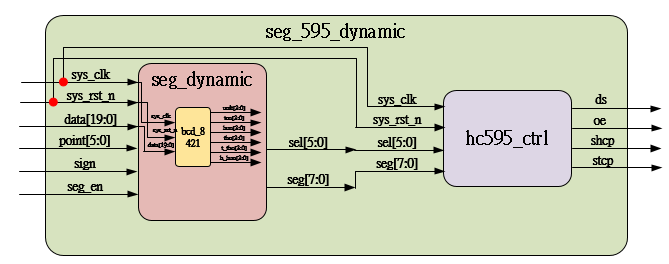 seg_595_dynamic
sys_clk
sys_rst_n
data[19:0]
point[5:0]
sign
seg_en
seg_dynamic
sys_clk
sys_rst_n
data[19:0]
bcd_8
421
unit[3:0]
ten[3:0]
hun[3:0]
tho[3:0]
t_tho[3:0]
h_hun[3:0]
sel[5:0]
seg[7:0]
sys_clk
sys_rst_n
sel[5:0]
seg[7:0]
hc595_ctrl
ds
oe
shcp
stcp